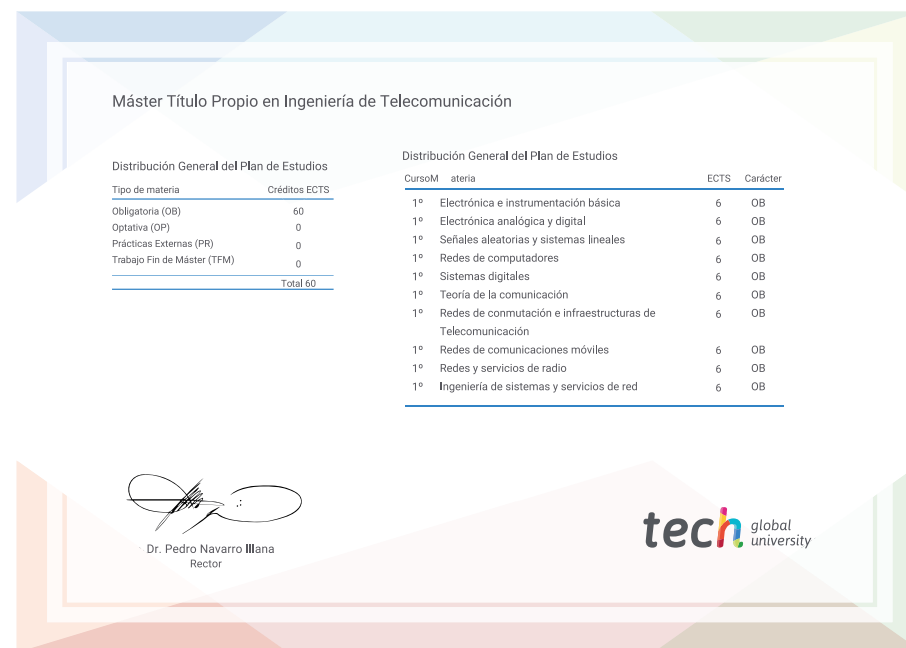 Máster Título Propio en Ingeniería de Telecomunicación
Distribución General del Plan de Estudios
Tipo de materia Créditos ECTS
Obligatoria (OB) 60
Optativa (OP) 0
Prácticas Externas (PR) 0
Trabajo Fin de Máster (TFM) 0
Total 60
Distribución General del Plan de Estudios
CursoM ateria ECTS Carácter
1º Electrónica e instrumentación básica 6 OB
1º Electrónica analógica y digital 6 OB
1º Señales aleatorias y sistemas lineales 6 OB
1º Redes de computadores 6 OB
1º Sistemas digitales 6 OB
1º Teoría de la comunicación 6 OB
1º Redes de conmutación e infraestructuras de 6 OB
Telecomunicación
1º Redes de comunicaciones móviles 6 OB
1º Redes y servicios de radio 6 OB
1º Ingeniería de sistemas y servicios de red 6 OB
Dr. Pedro Navarro Illana
Rector
tech global
university